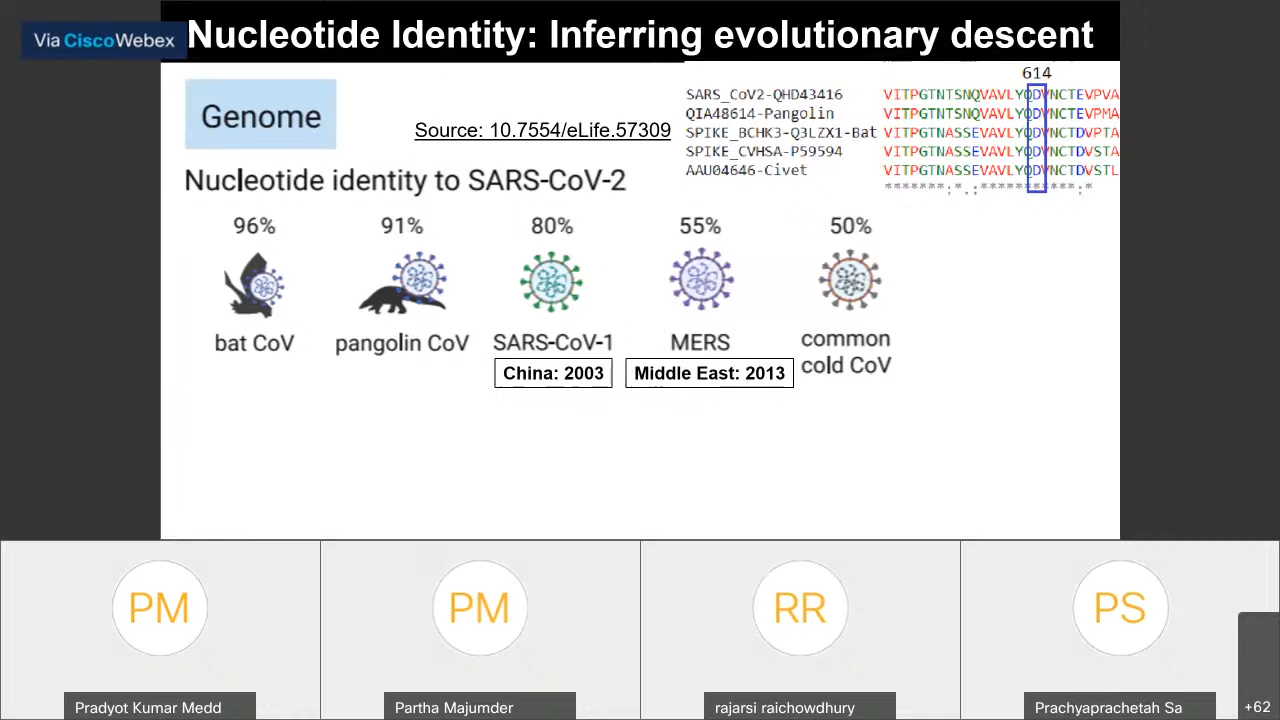 Via Cisco Webex
Nucleotide Identity: Inferring evolutionary descent
Genome
Source: 10.7554/eLife.57309
614
SARS_CoV2-QHD43416 VITPGTNTSNQVAVLYQDVNCTEVPVA
QIA48614-Pangolin VITPGTNTSNQVAVLYQDVNCTEVPMA
SPIKE_BCHK3-Q3LZX1-Bat VITPGTNASSEVAVLYQDVNCTDVPTA
SPIKE_CVHSA-P59594 VITPGTNASSEVAVLYQDVNCTDVSTA
AAU04646-Civet VITPGTNASSEVAVLYQDVNCTDVSTL
*******:*.:***********:*
Nucleotide identity to SARS-CoV-2
96% 91% 80% 55% 50%
bat CoV pangolin CoV SARS-CoV-1 MERS common
cold CoV
China: 2003 Middle East: 2013
PM PM RR PS
Pradyot Kumar Medd Partha Majumder rajarsi raichowdhury Prachyaprachetah Sa +62